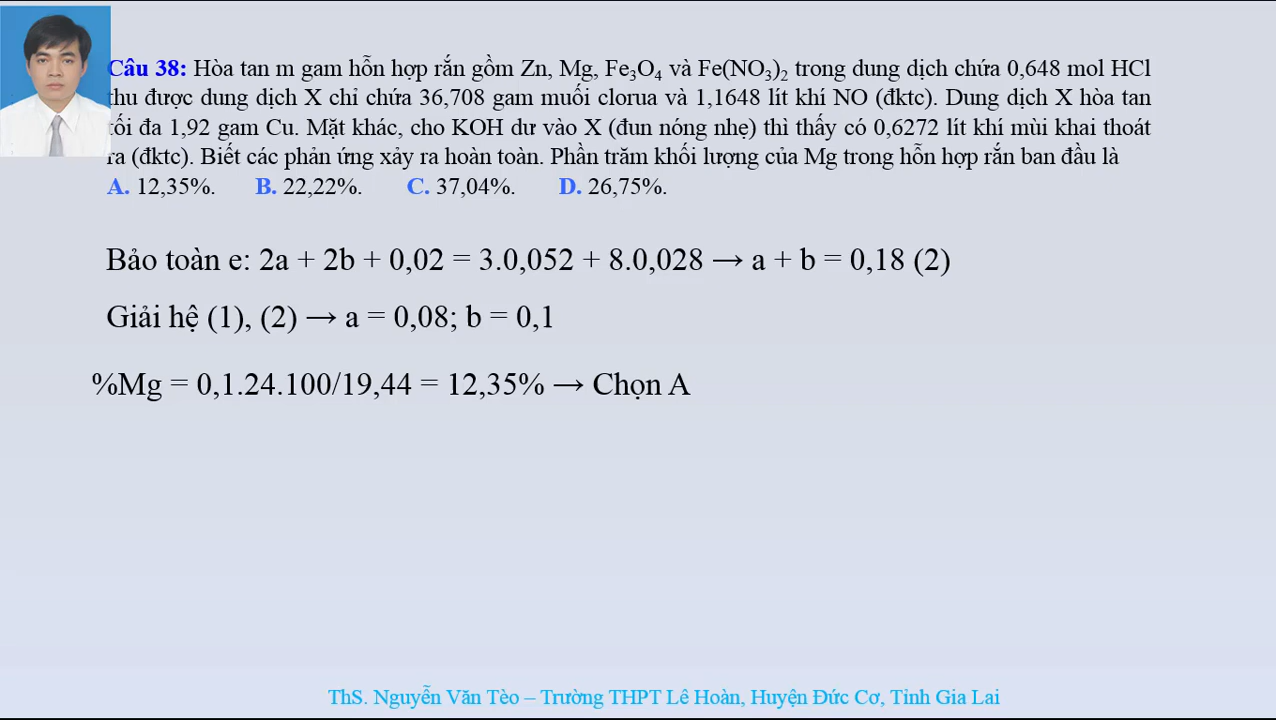 Câu 38: Hòa tan m gam hỗn hợp rắn gồm Zn, Mg, Fe₃O₄ và Fe(NO₃)₂ trong dung dịch chứa 0,648 mol HCl
thu được dung dịch X chỉ chứa 36,708 gam muối clorua và 1,1648 lít khí NO (đktc). Dung dịch X hòa tan
tối đa 1,92 gam Cu. Mặt khác, cho KOH dư vào X (đun nóng nhẹ) thì thấy có 0,6272 lít khí mùi khai thoát
ra (đktc). Biết các phản ứng xảy ra hoàn toàn. Phần trăm khối lượng của Mg trong hỗn hợp rắn ban đầu là
A. 12,35%. B. 22,22%. C. 37,04%. D. 26,75%.
Bảo toàn e: 2a + 2b + 0,02 = 3.0,052 + 8.0,028 → a + b = 0,18 (2)
Giải hệ (1), (2) → a = 0,08; b = 0,1
%Mg = 0,1.24.100/19,44 = 12,35% → Chọn A
ThS. Nguyễn Văn Tèo – Trường THPT Lê Hoàn, Huyện Đức Cơ, Tỉnh Gia Lai